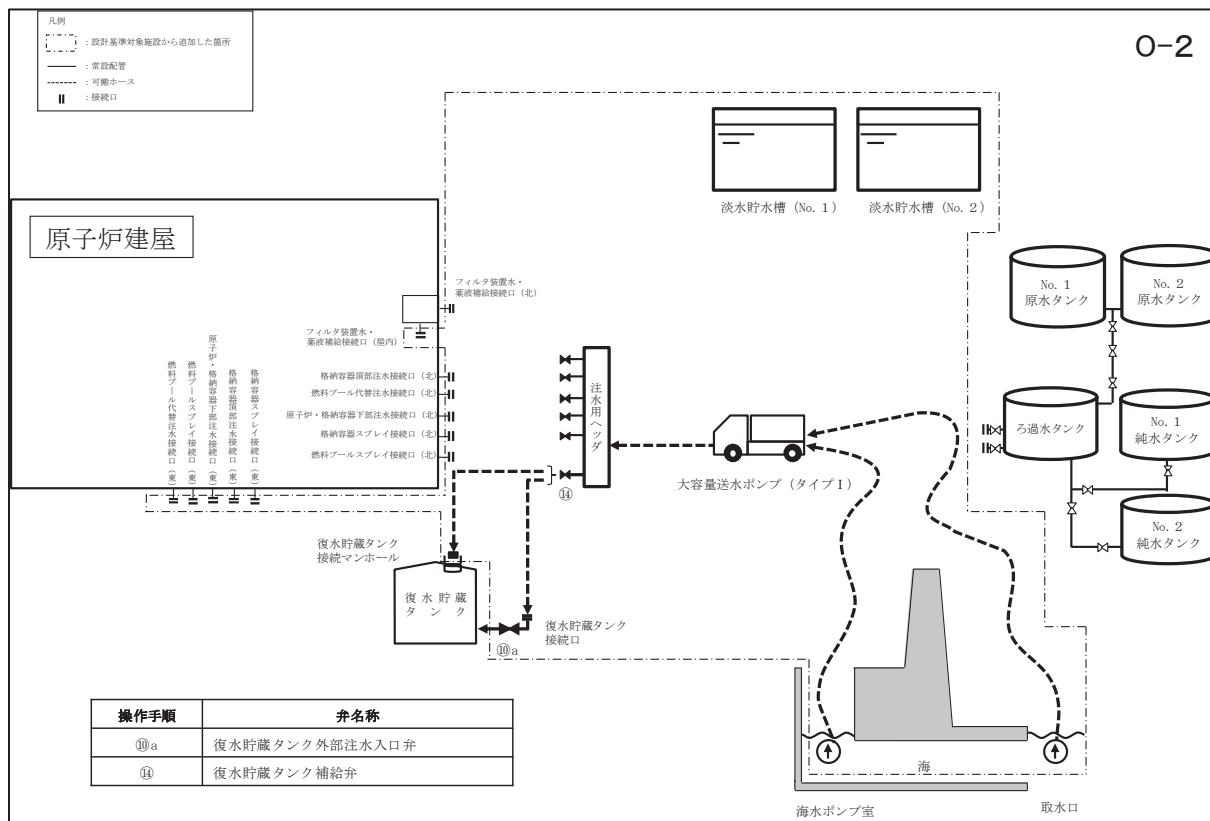 凡例
：設計基準対象施設から追加した箇所
：常設配管
：可搬ホース
：接続口
O-2
淡水貯水槽（No. 1）
淡水貯水槽（No. 2）
原子炉建屋
フィルタ装置水・
薬液補給接続口（北）
フィルタ装置水・
薬液補給接続口（屋内）
格納容器頂部注水接続口（北）
燃料プール代替注水接続口（北）
原子炉・格納容器下部注水接続口（北）
格納容器スプレイ接続口（北）
燃料プールスプレイ接続口（北）
燃料プール代替注水接続口（東）
燃料プールスプレイ接続口（東）
原子炉・格納容器下部注水接続口（東）
格納容器頂部注水接続口（東）
格納容器スプレイ接続口（東）
注水用ヘッダ
⑭
大容量送水ポンプ（タイプⅠ）
No. 1
原水タンク
No. 2
原水タンク
ろ過水タンク
No. 1
純水タンク
No. 2
純水タンク
復水貯蔵タンク
接続マンホール
復水貯蔵
タンク
復水貯蔵タンク
接続口
⑩a
海
海水ポンプ室
取水口
操作手順 弁名称
⑩a 復水貯蔵タンク外部注水入口弁
⑭ 復水貯蔵タンク補給弁